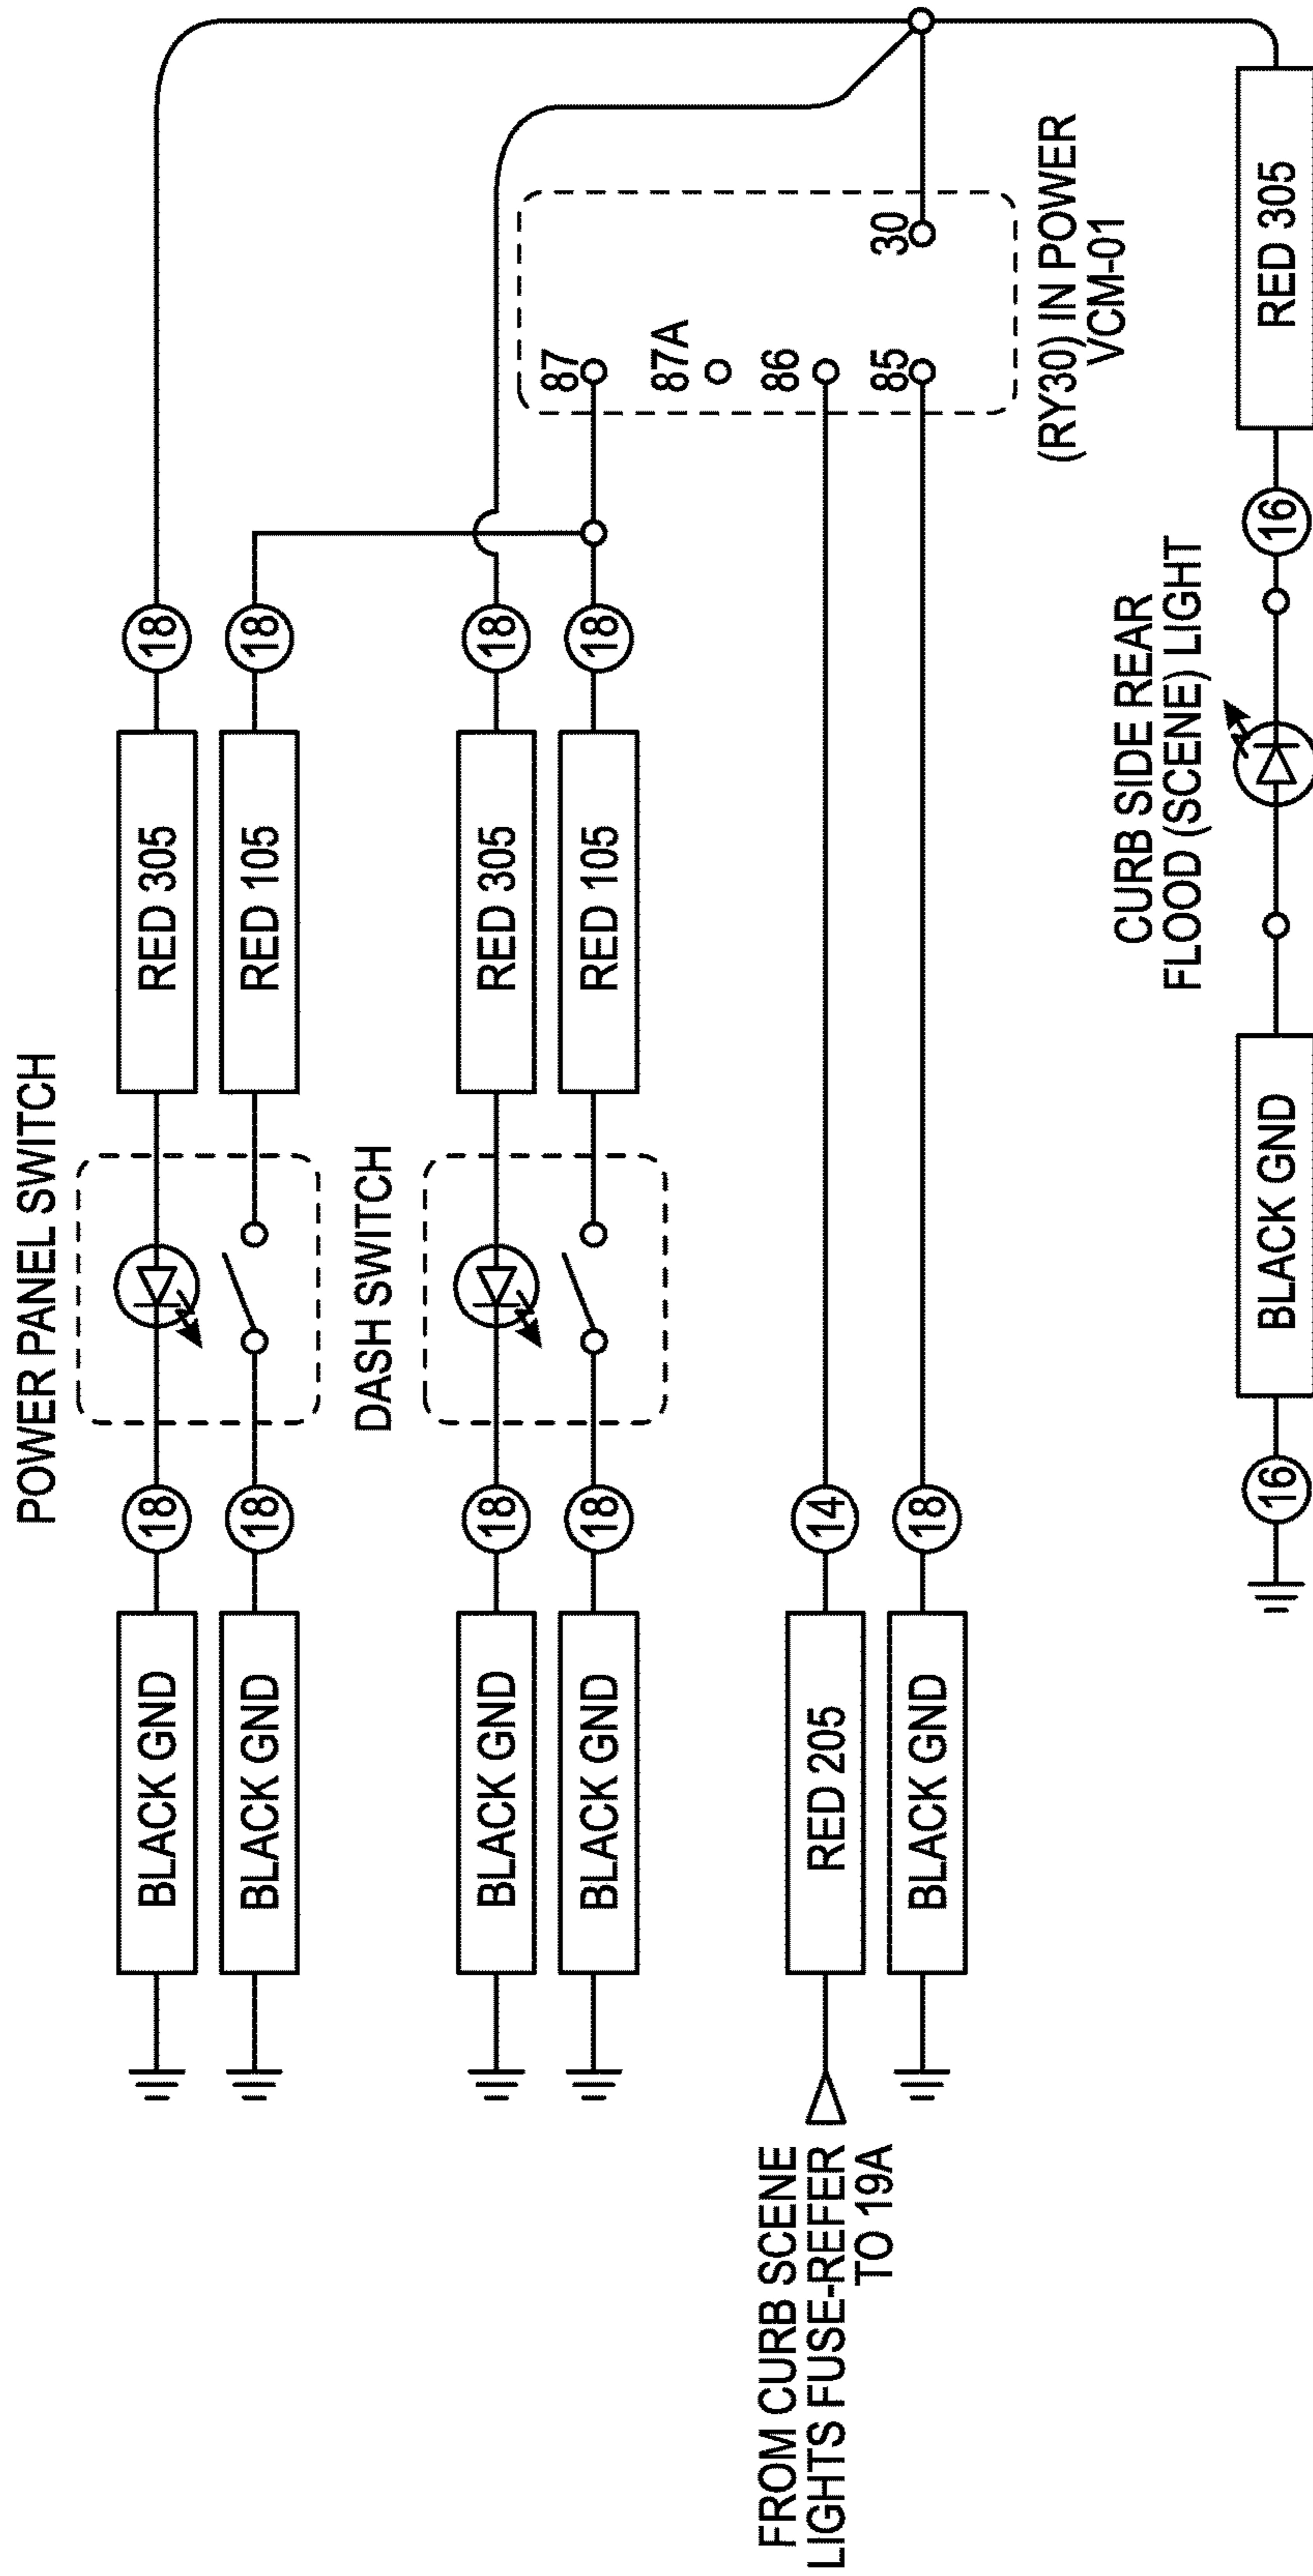 POWER PANEL SWITCH
BLACK GND
18
RED 305
18
BLACK GND
18
RED 105
18
DASH SWITCH
BLACK GND
18
RED 305
18
BLACK GND
18
RED 105
18
87
87A
86
85
30
(RY30) IN POWER
VCM-01
FROM CURB SCENE
LIGHTS FUSE-REFER
TO 19A
RED 205
14
BLACK GND
18
CURB SIDE REAR
FLOOD (SCENE) LIGHT
16
BLACK GND
16
RED 305